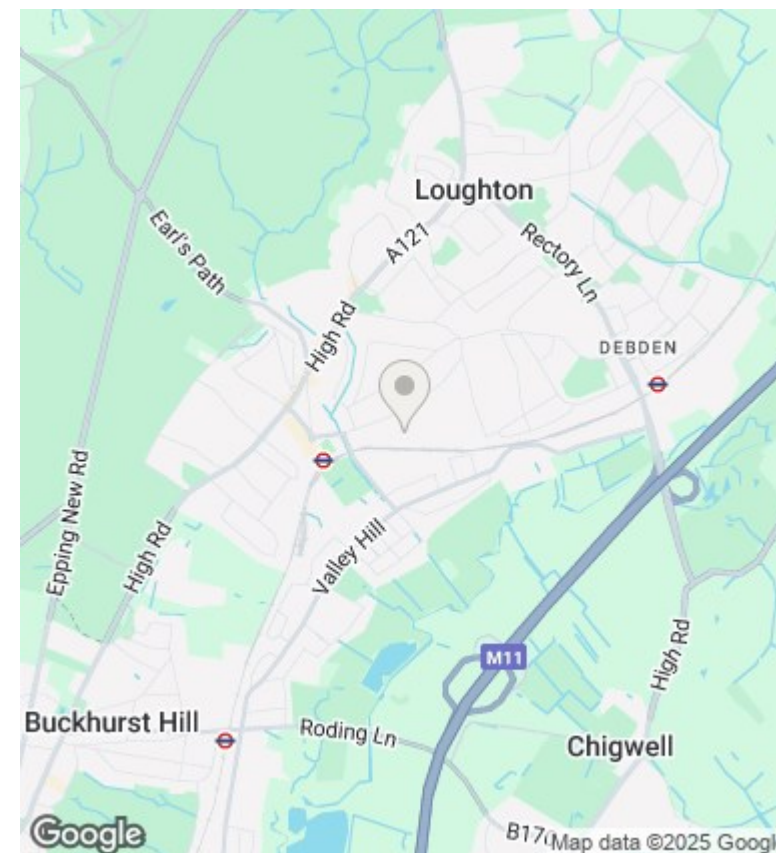 Loughton
A121
Rectory Ln
Earl's Path
High Rd
DEBDEN
Epping New Rd
High Rd
Valley Hill
M11
High Rd
Buckhurst Hill
Roding Ln
Chigwell
Google
Map data ©2025 Googl